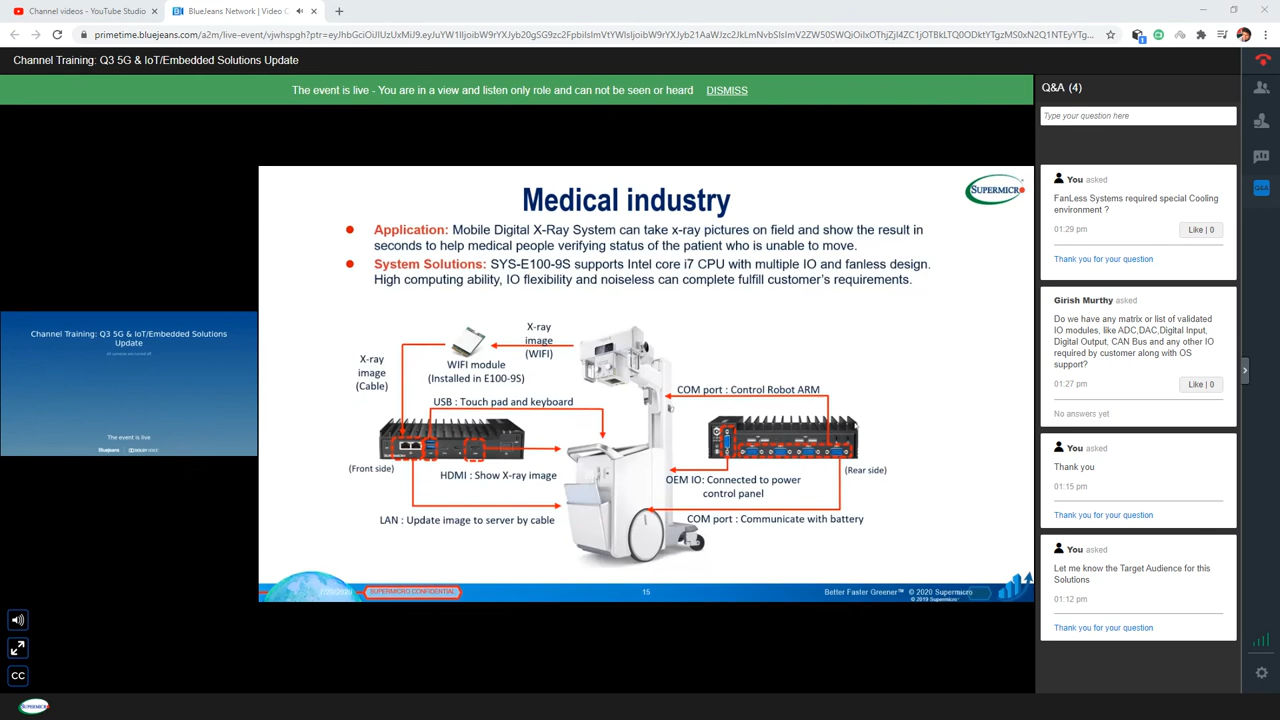 Channel videos - YouTube Studio
BlueJeans Network | Video C
Channel Training: Q3 5G & IoT/Embedded Solutions Update
The event is live - You are in a view and listen only role and can not be seen or heard DISMISS
Channel Training: Q3 5G & IoT/Embedded Solutions
Update
All cameras are turned off
The event is live
BlueJeans DOLBY VOICE
SUPERMICRO
Medical industry
Application: Mobile Digital X-Ray System can take x-ray pictures on field and show the result in
seconds to help medical people verifying status of the patient who is unable to move.
System Solutions: SYS-E100-9S supports Intel core i7 CPU with multiple IO and fanless design.
High computing ability, IO flexibility and noiseless can complete fulfill customer's requirements.
X-ray
image
(WIFI)
X-ray
image
(Cable)
WIFI module
(Installed in E100-9S)
USB : Touch pad and keyboard
COM port : Control Robot ARM
(Front side)
HDMI : Show X-ray image
(Rear side)
OEM IO: Connected to power
control panel
LAN : Update image to server by cable
COM port : Communicate with battery
SUPERMICRO CONFIDENTIAL
15
Better Faster Greener™ © 2020 Supermicro
© 2019 Supermicro
Q&A (4)
Type your question here
You asked
FanLess Systems required special Cooling
environment ?
01:29 pm
Like | 0
Thank you for your question
Girish Murthy asked
Do we have any matrix or list of validated
IO modules, like ADC,DAC,Digital Input,
Digital Output, CAN Bus and any other IO
required by customer along with OS
support?
01:27 pm
Like | 0
No answers yet
You asked
Thank you
01:15 pm
Thank you for your question
You asked
Let me know the Target Audience for this
Solutions
01:12 pm
Thank you for your question
Q&A
CC
SUPERMICRO